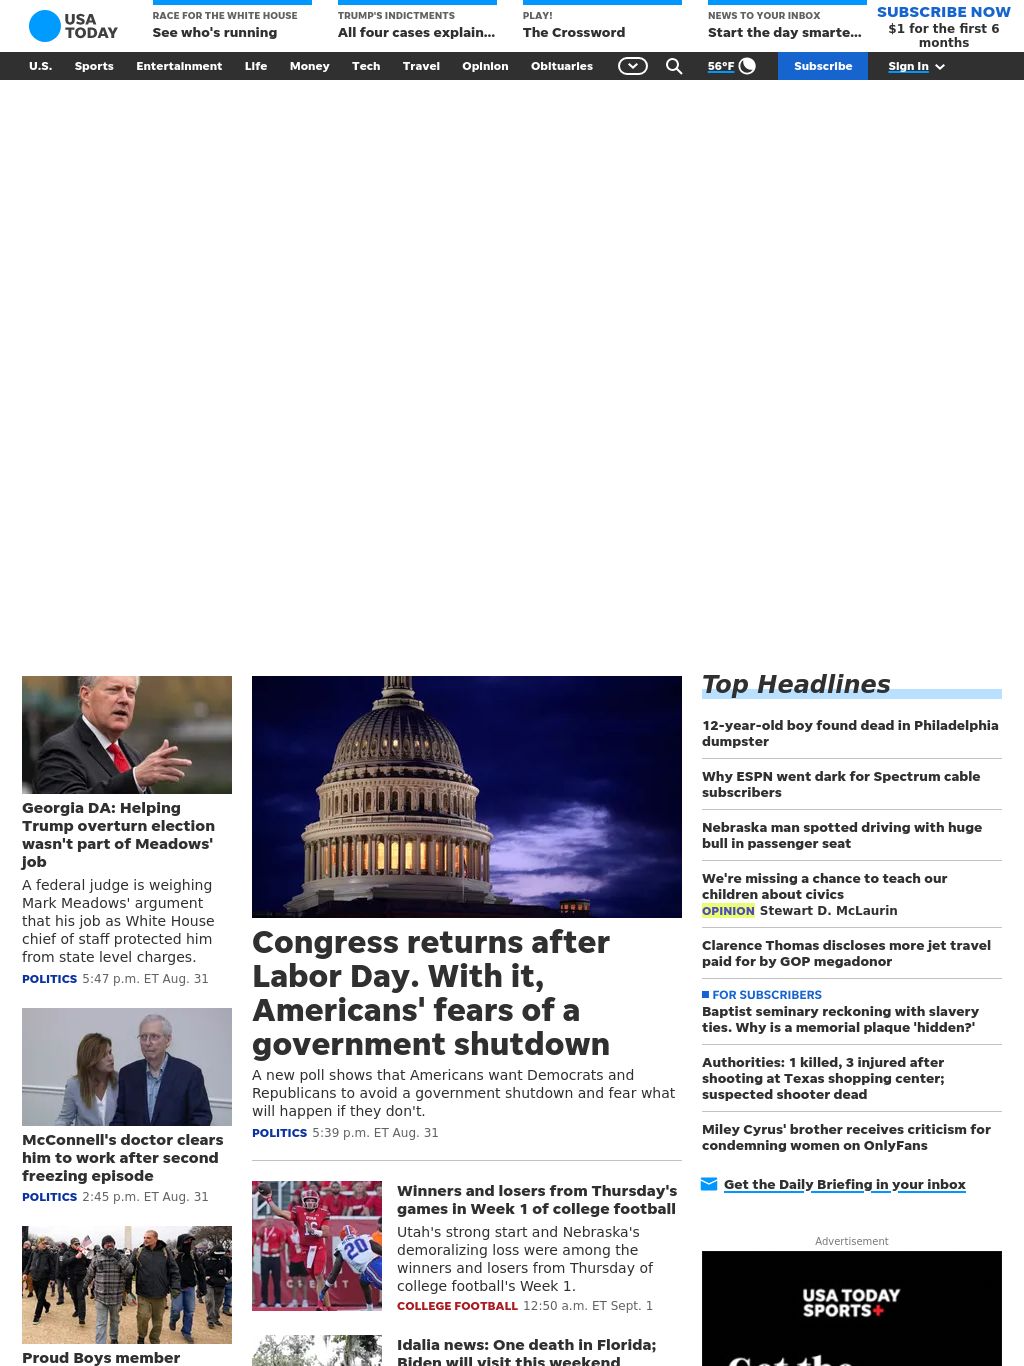 USA
TODAY
RACE FOR THE WHITE HOUSE
See who's running
TRUMP'S INDICTMENTS
All four cases explain...
PLAY!
The Crossword
NEWS TO YOUR INBOX
Start the day smarte...
SUBSCRIBE NOW
$1 for the first 6
months
U.S. Sports Entertainment Life Money Tech Travel Opinion Obituaries 56°F Subscribe Sign In
Georgia DA: Helping
Trump overturn election
wasn't part of Meadows'
job
A federal judge is weighing
Mark Meadows' argument
that his job as White House
chief of staff protected him
from state level charges.
POLITICS 5:47 p.m. ET Aug. 31
McConnell's doctor clears
him to work after second
freezing episode
POLITICS 2:45 p.m. ET Aug. 31
Proud Boys member
Congress returns after
Labor Day. With it,
Americans' fears of a
government shutdown
A new poll shows that Americans want Democrats and
Republicans to avoid a government shutdown and fear what
will happen if they don't.
POLITICS 5:39 p.m. ET Aug. 31
Winners and losers from Thursday's
games in Week 1 of college football
Utah's strong start and Nebraska's
demoralizing loss were among the
winners and losers from Thursday of
college football's Week 1.
COLLEGE FOOTBALL 12:50 a.m. ET Sept. 1
Idalia news: One death in Florida;
Biden will visit this weekend
Top Headlines
12-year-old boy found dead in Philadelphia
dumpster
Why ESPN went dark for Spectrum cable
subscribers
Nebraska man spotted driving with huge
bull in passenger seat
We're missing a chance to teach our
children about civics
OPINION Stewart D. McLaurin
Clarence Thomas discloses more jet travel
paid for by GOP megadonor
FOR SUBSCRIBERS
Baptist seminary reckoning with slavery
ties. Why is a memorial plaque 'hidden?'
Authorities: 1 killed, 3 injured after
shooting at Texas shopping center;
suspected shooter dead
Miley Cyrus' brother receives criticism for
condemning women on OnlyFans
Get the Daily Briefing in your inbox
Advertisement
USA TODAY
SPORTS+
Get the